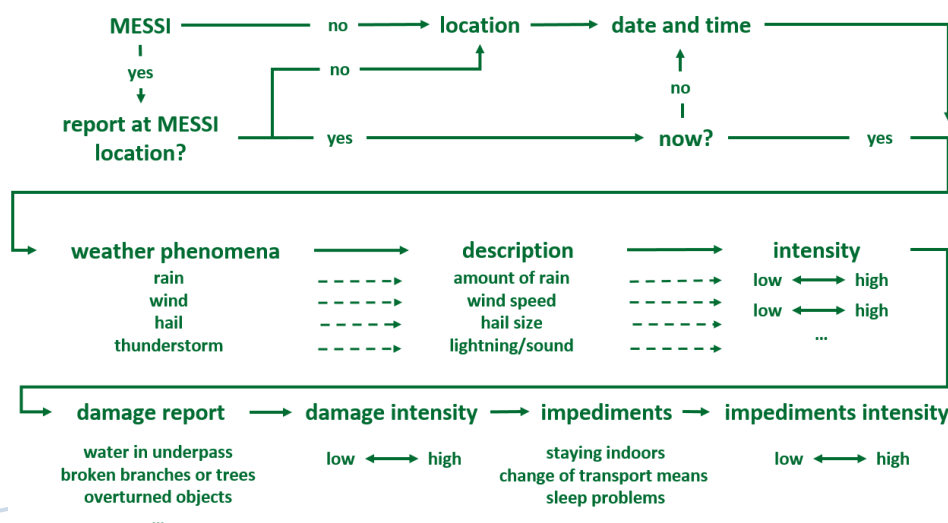 MESSI no location date and time
yes no no
report at MESSI location? yes now? yes
weather phenomena description intensity
rain amount of rain low high
wind wind speed low high
hail hail size ...
thunderstorm lightning/sound
damage report damage intensity impediments impediments intensity
water in underpass low high staying indoors low high
broken branches or trees change of transport means
overturned objects sleep problems
...